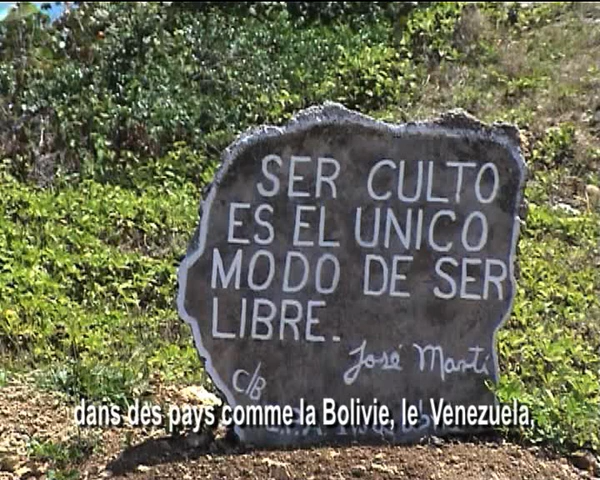 SER CULTO
ES EL UNICO
MODO DE SER
LIBRE.
José Martí
C/B
dans des pays comme la Bolivie, le Venezuela,